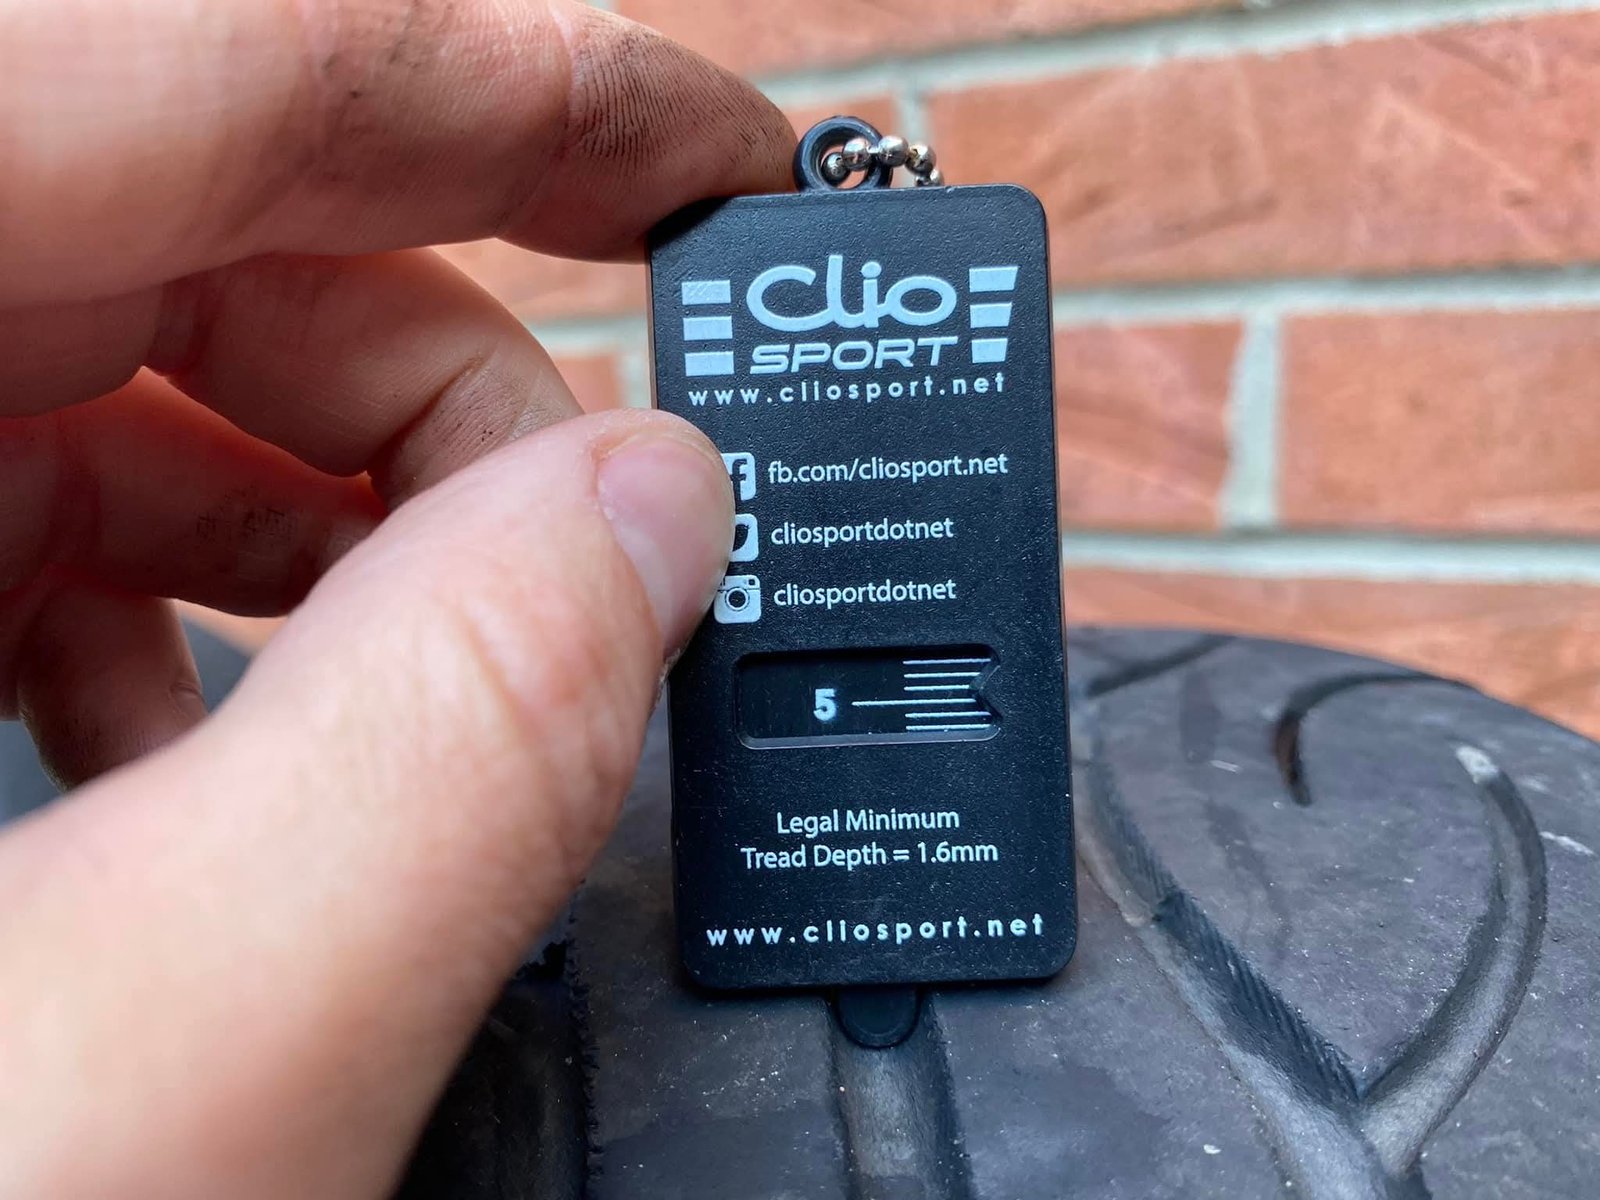 Clio
SPORT
www.cliosport.net
fb.com/cliosport.net
cliosportdotnet
cliosportdotnet
5
Legal Minimum
Tread Depth = 1.6mm
www.cliosport.net